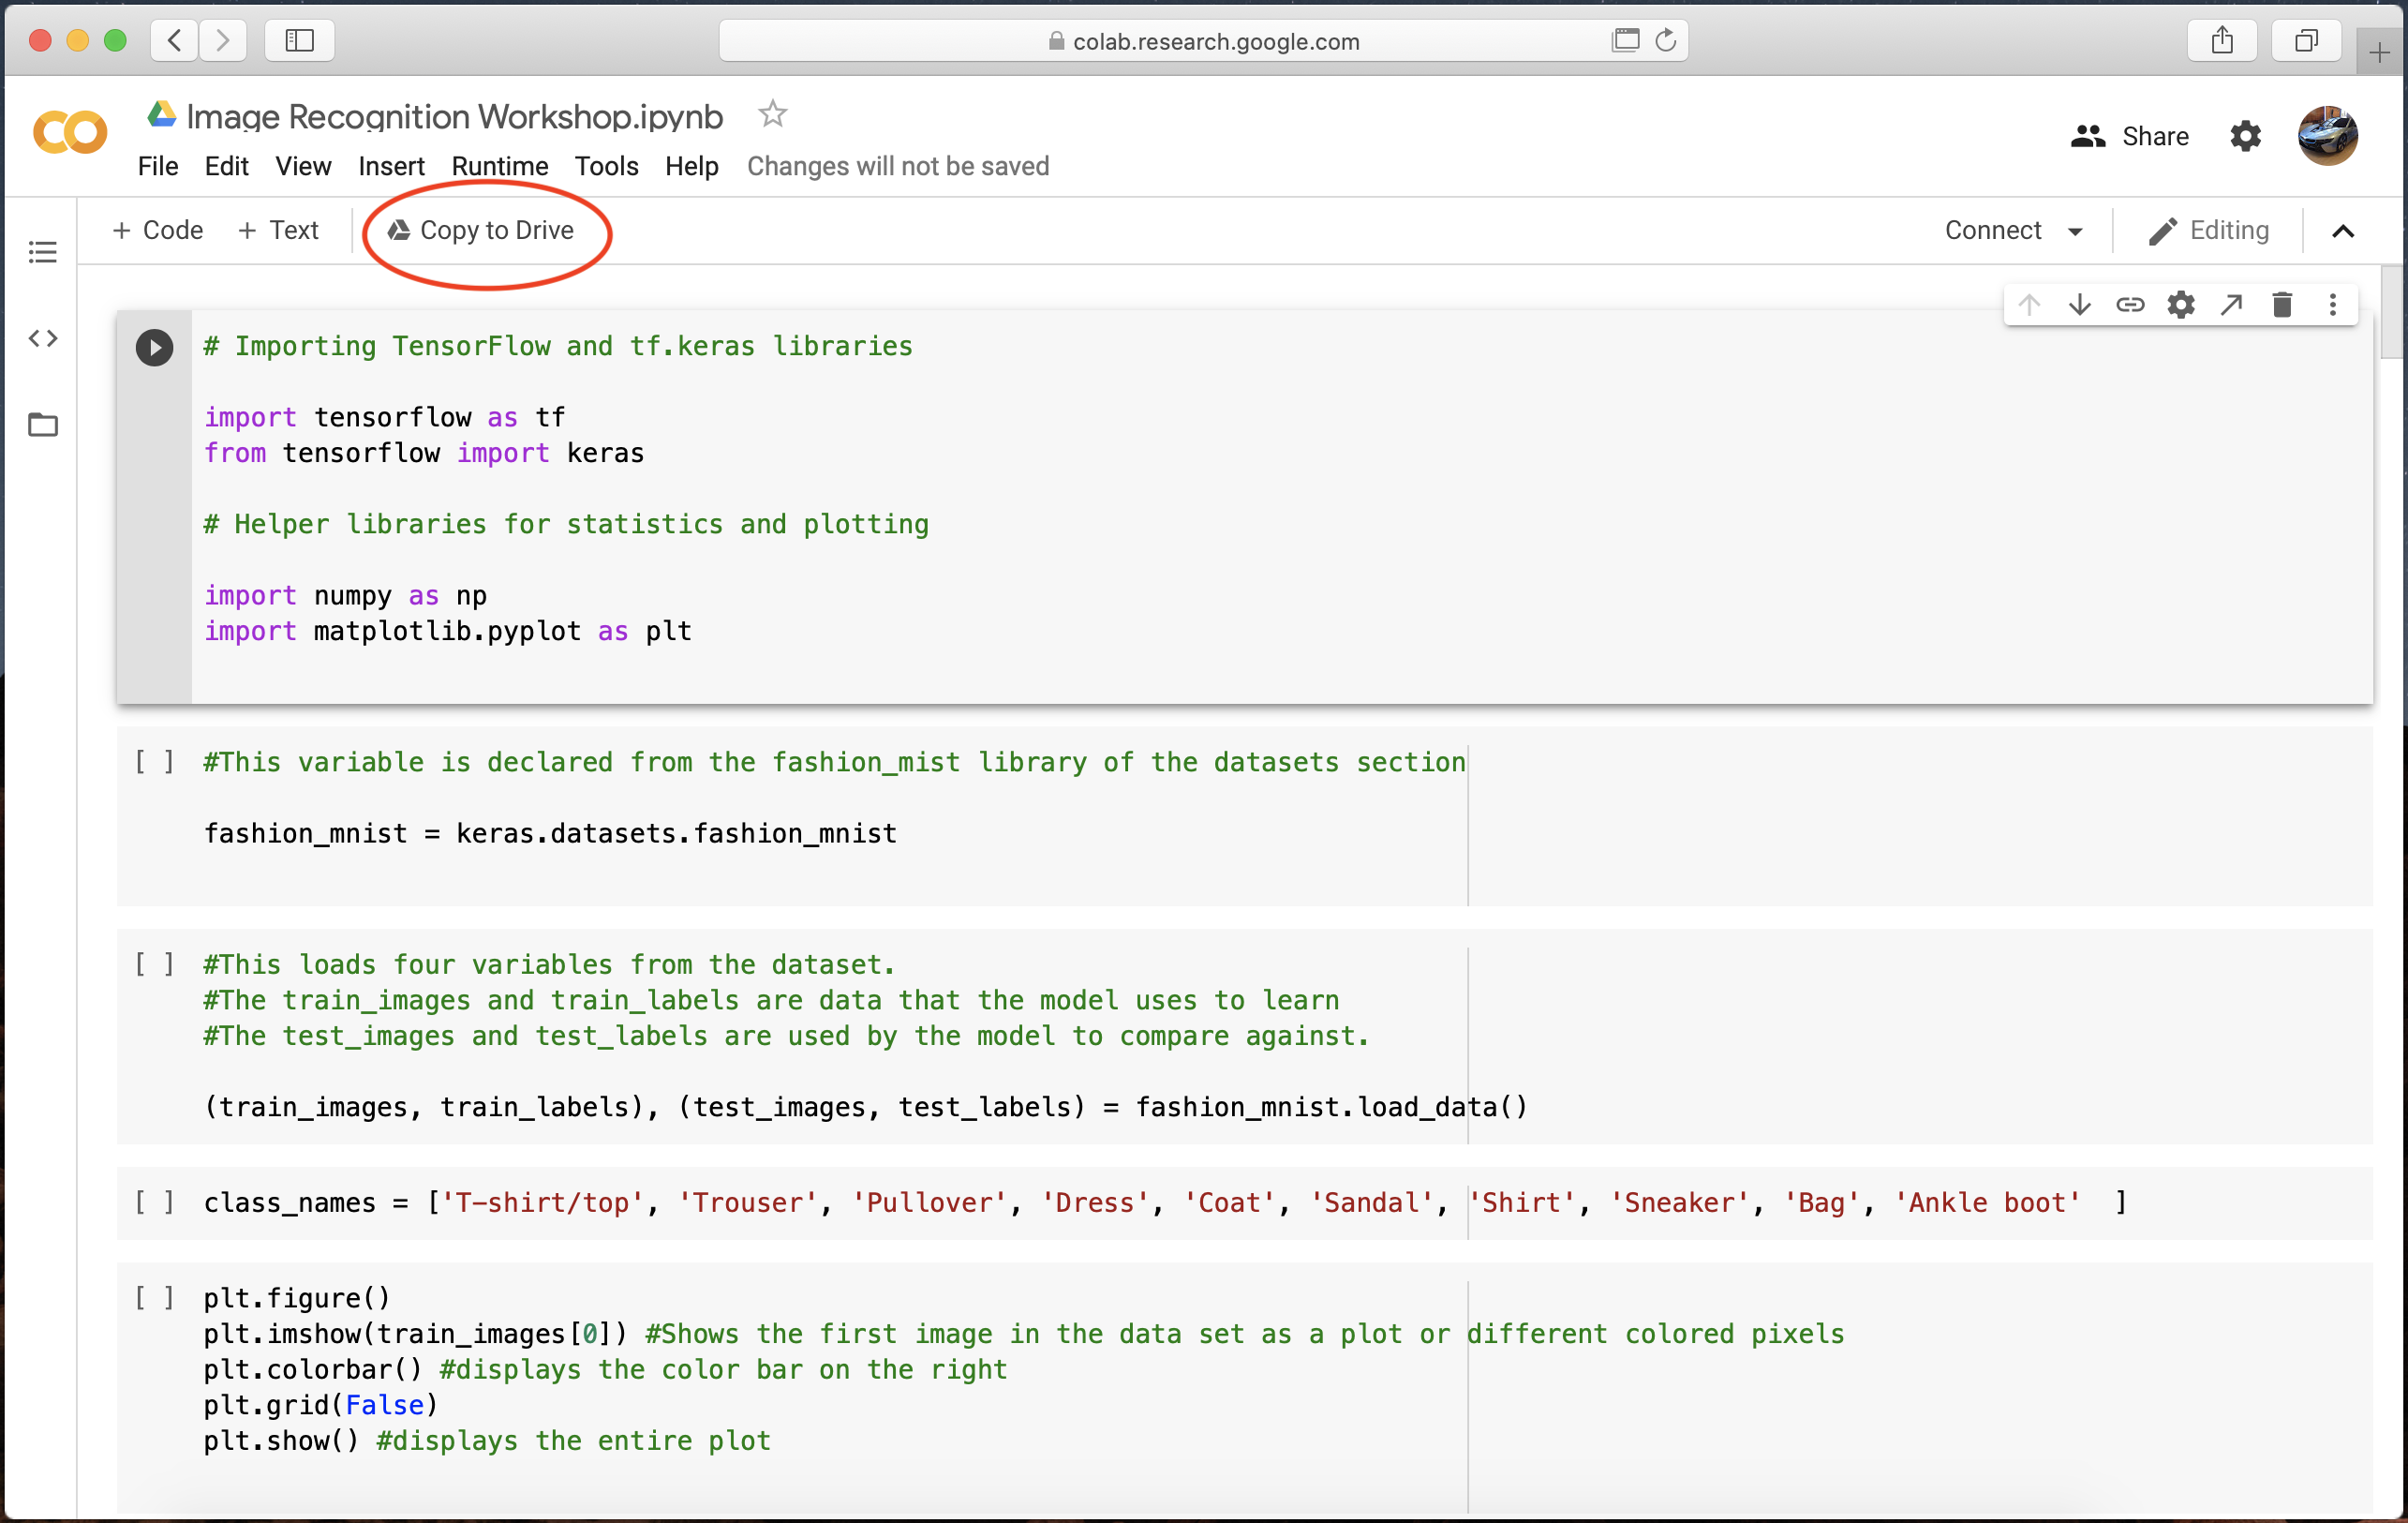 colab.research.google.com
Image Recognition Workshop.ipynb
Share
File Edit View Insert Runtime Tools Help Changes will not be saved
+ Code + Text Copy to Drive Connect Editing
# Importing TensorFlow and tf.keras libraries
import tensorflow as tf
from tensorflow import keras
# Helper libraries for statistics and plotting
import numpy as np
import matplotlib.pyplot as plt
[ ] #This variable is declared from the fashion_mist library of the datasets section
fashion_mnist = keras.datasets.fashion_mnist
[ ] #This loads four variables from the dataset.
#The train_images and train_labels are data that the model uses to learn
#The test_images and test_labels are used by the model to compare against.
(train_images, train_labels), (test_images, test_labels) = fashion_mnist.load_data()
[ ] class_names = ['T-shirt/top', 'Trouser', 'Pullover', 'Dress', 'Coat', 'Sandal', 'Shirt', 'Sneaker', 'Bag', 'Ankle boot' ]
[ ] plt.figure()
plt.imshow(train_images[0]) #Shows the first image in the data set as a plot or different colored pixels
plt.colorbar() #displays the color bar on the right
plt.grid(False)
plt.show() #displays the entire plot